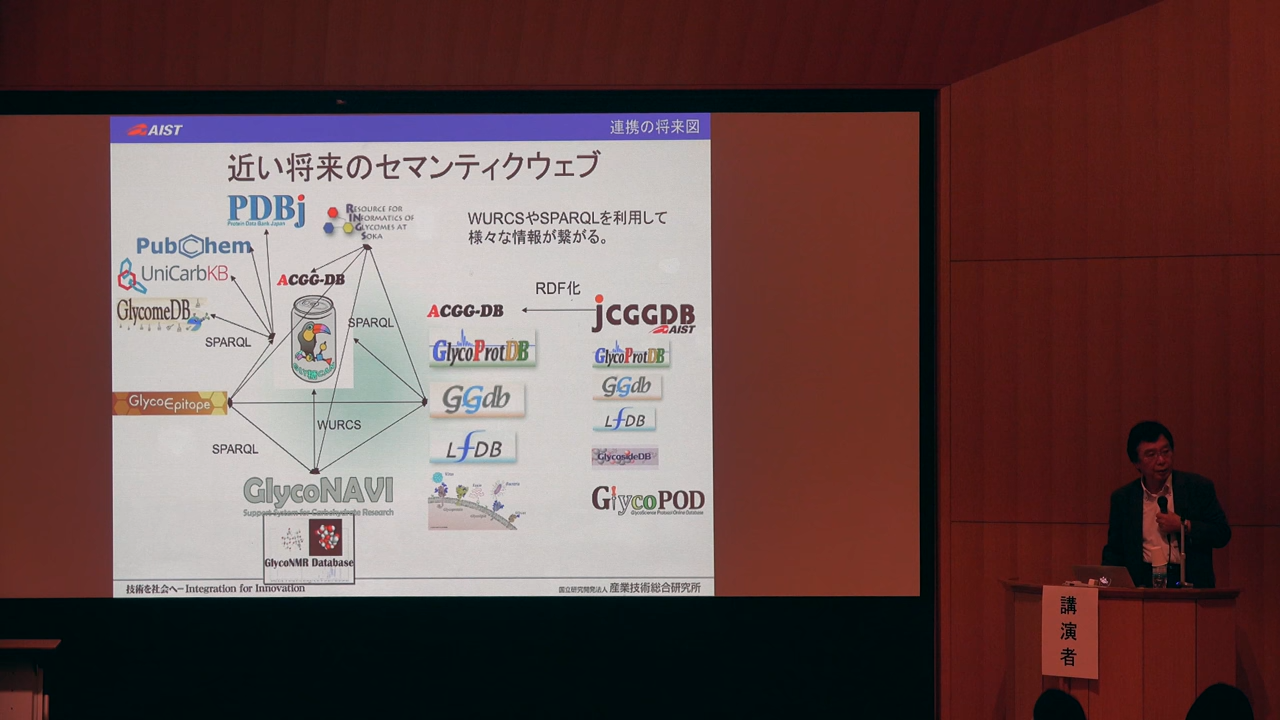 AIST
連携の将来図
近い将来のセマンティクウェブ
PDBj
Protein Data Bank Japan
RESOURCE FOR
INFORMATICS OF
GLYCOMES AT
SOKA
WURCSやSPARQLを利用して
様々な情報が繋がる。
PubChem
UniCarbKB
GlycomeDB
SPARQL
ACGG-DB
SPARQL
GlycoEpitope
WURCS
SPARQL
GlycoNAVI
Support System for Carbohydrate Research
GlycoNMR Database
ACGG-DB
RDF化
JCGGDB
AIST
GlycoProtDB
GGdb
LfDB
GlycoProtDB
GGdb
LfDB
GlycosideDB
GlycoPOD
GlycoScience Protocol Online Database
技術を社会へ－Integration for Innovation
国立研究開発法人 産業技術総合研究所
講演者